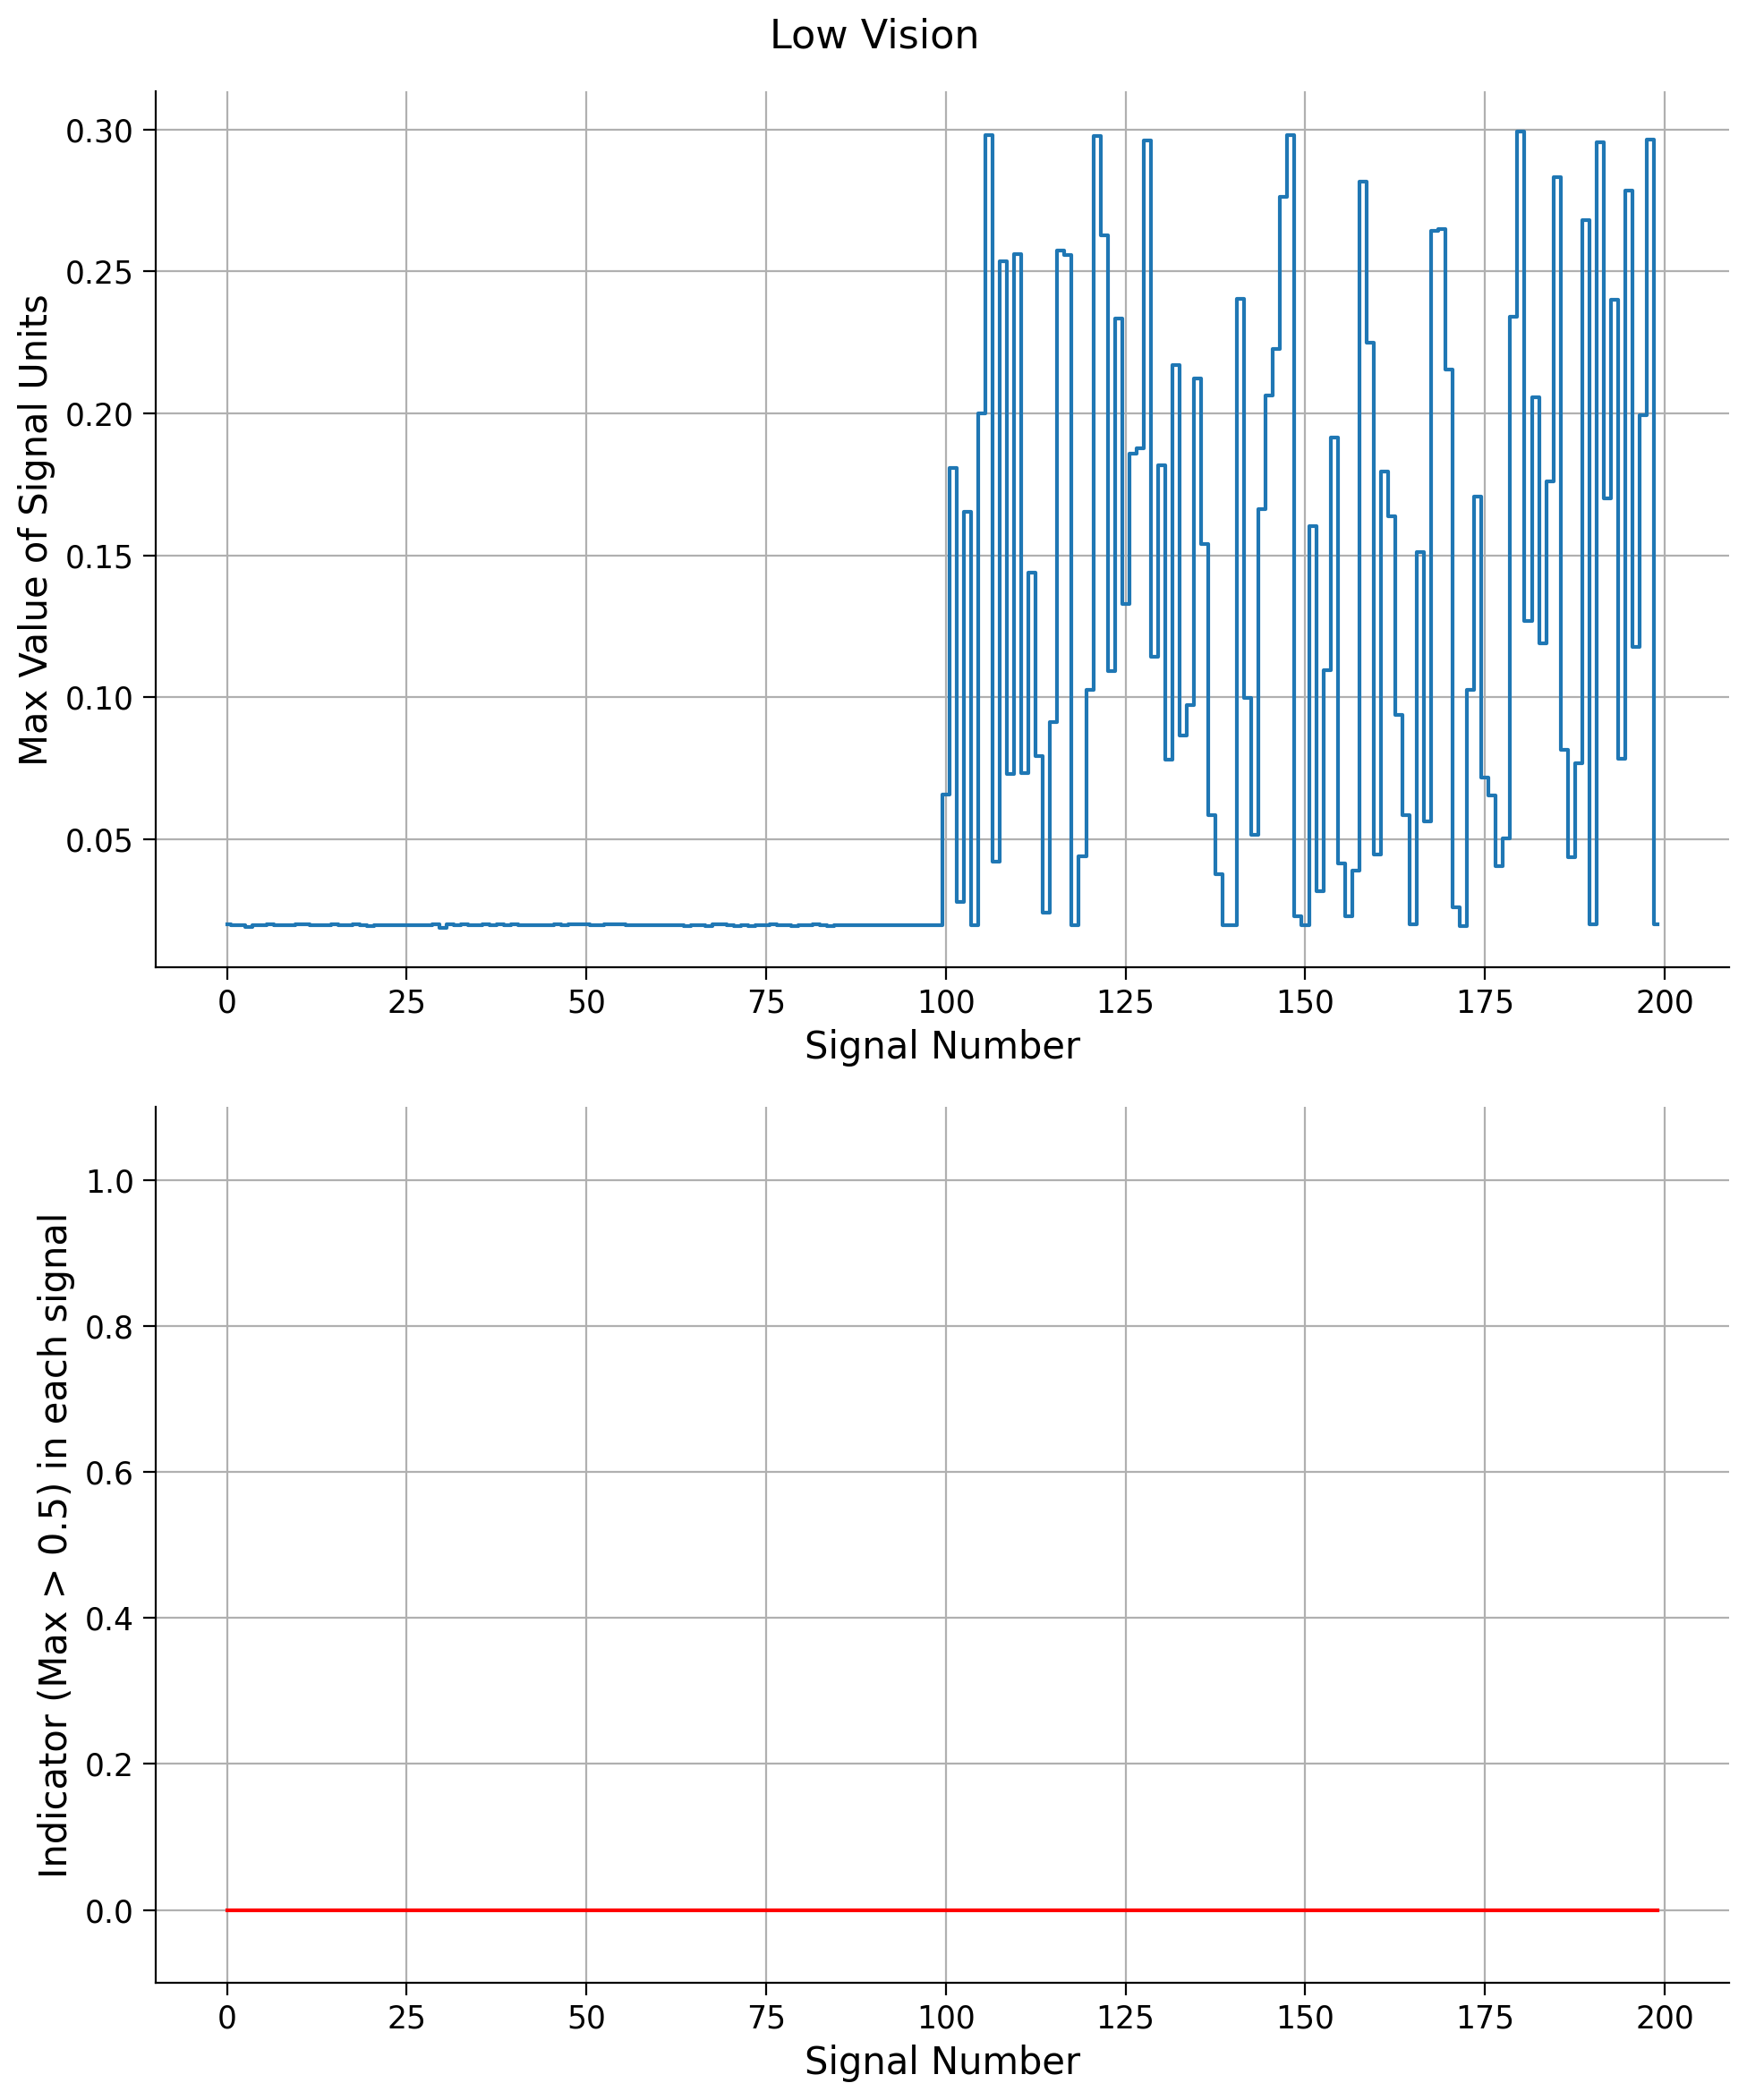 Low Vision
Max Value of Signal Units
0.30
0.25
0.20
0.15
0.10
0.05
0 25 50 75 100 125 150 175 200
Signal Number
Indicator (Max > 0.5) in each signal
1.0
0.8
0.6
0.4
0.2
0.0
0 25 50 75 100 125 150 175 200
Signal Number